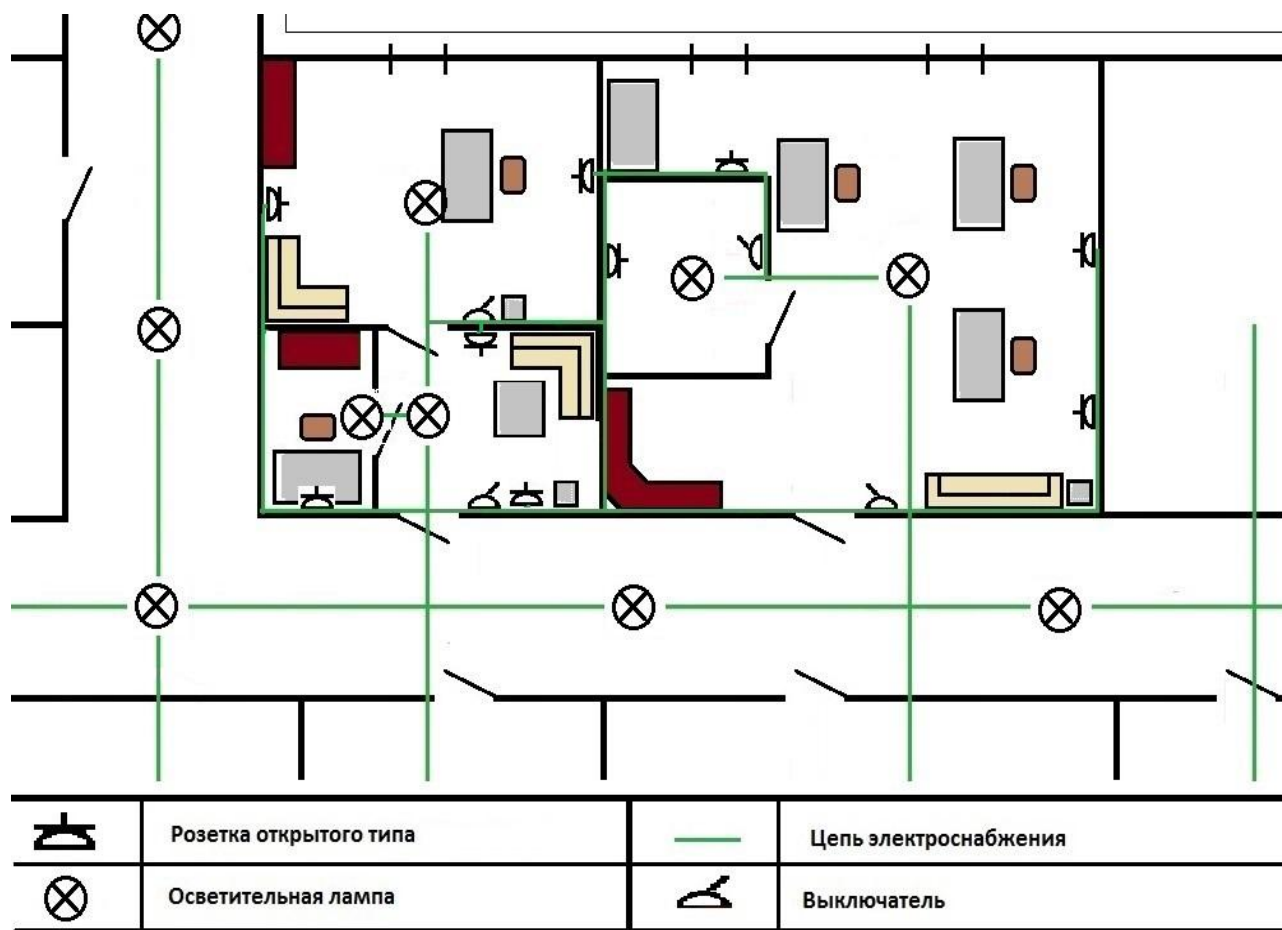 Розетка открытого типа
Цепь электроснабжения
Осветительная лампа
Выключатель